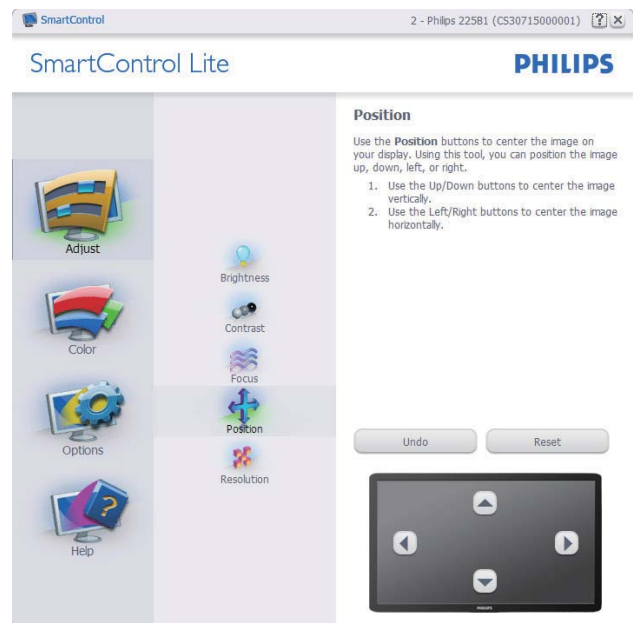 SmartControl
2 - Philips 225B1 (CS30715000001)
?
SmartControl Lite
PHILIPS
Adjust
Color
Options
Help
Brightness
Contrast
Focus
Position
Resolution
Position
Use the Position buttons to center the image on
your display. Using this tool, you can position the image
up, down, left, or right.
1. Use the Up/Down buttons to center the image
vertically.
2. Use the Left/Right buttons to center the image
horizontally.
Undo
Reset
PHILIPS